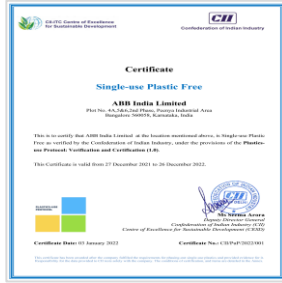 CII-ITC Centre of Excellence
for Sustainable Development
CII
Confederation of Indian Industry
Certificate
Single-use Plastic Free
ABB India Limited
Plot No. 4A,5&6,2nd Phase, Peenya Industrial Area
Bangalore 560058, Karnataka, India
This is to certify that ABB India Limited at the location mentioned above, is Single-use Plastic
Free as verified by the Confederation of Indian Industry, under the provisions of the Plastics-
use Protocol: Verification and Certification (1.0).
This Certificate is valid from 27 December 2021 to 26 December 2022.
Ms Seema Arora
Deputy Director General
Confederation of Indian Industry (CII)
Centre of Excellence for Sustainable Development (CESD)
Certificate Date: 03 January 2022
Certificate No.: CII/PuP/2022/001